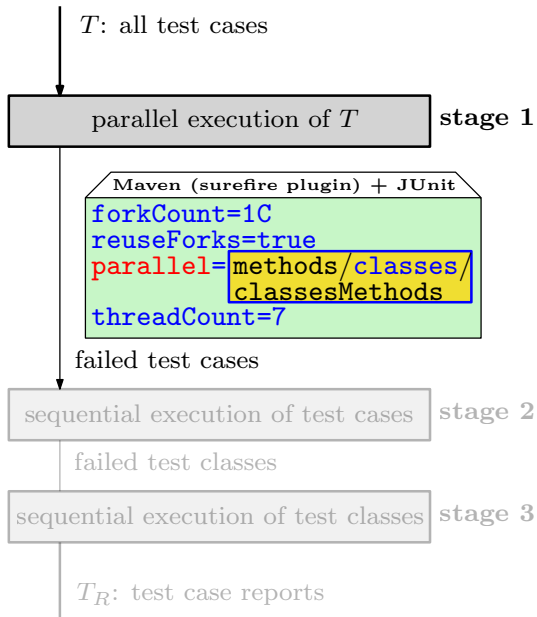 T: all test cases
parallel execution of T
stage 1
Maven (surefire plugin) + JUnit
forkCount=1C
reuseForks=true
parallel=methods/classes/
classesMethods
threadCount=7
failed test cases
sequential execution of test cases
stage 2
failed test classes
sequential execution of test classes
stage 3
T_R: test case reports